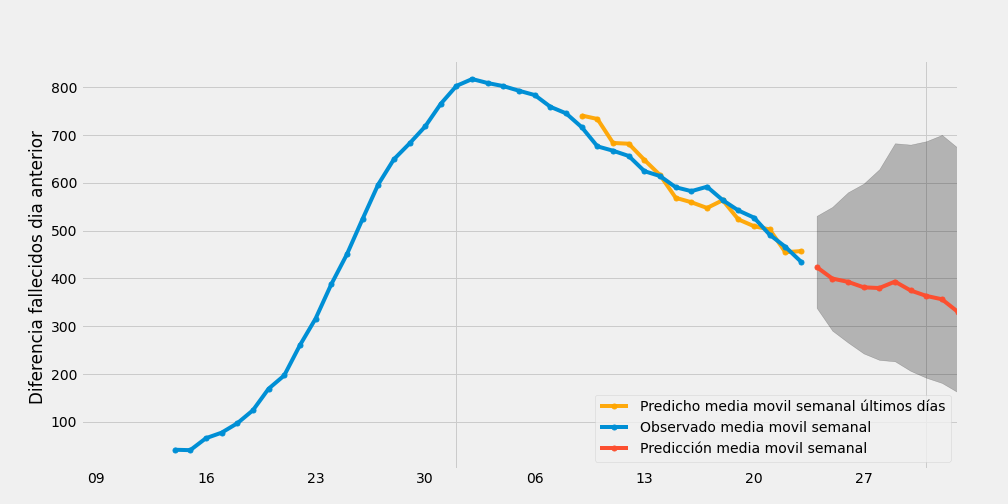 800
700
600
500
400
300
200
100
Diferencia fallecidos dia anterior
09 16 23 30 06 13 20 27
Predicho media movil semanal últimos días
Observado media movil semanal
Predicción media movil semanal